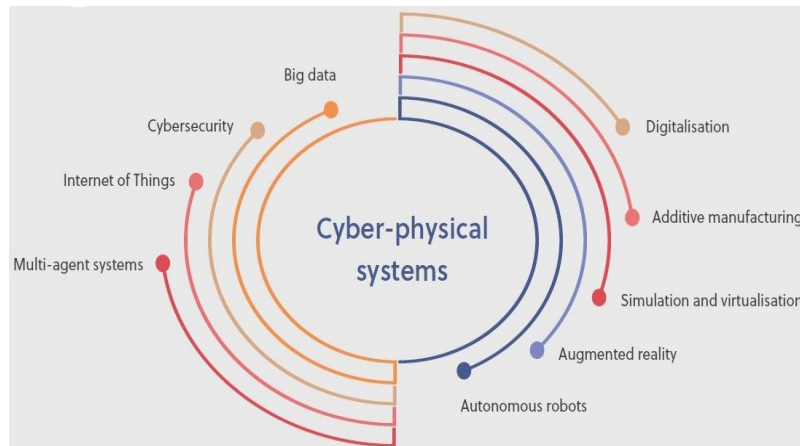 Big data
Cybersecurity
Internet of Things
Multi-agent systems
Cyber-physical
systems
Digitalisation
Additive manufacturing
Simulation and virtualisation
Augmented reality
Autonomous robots